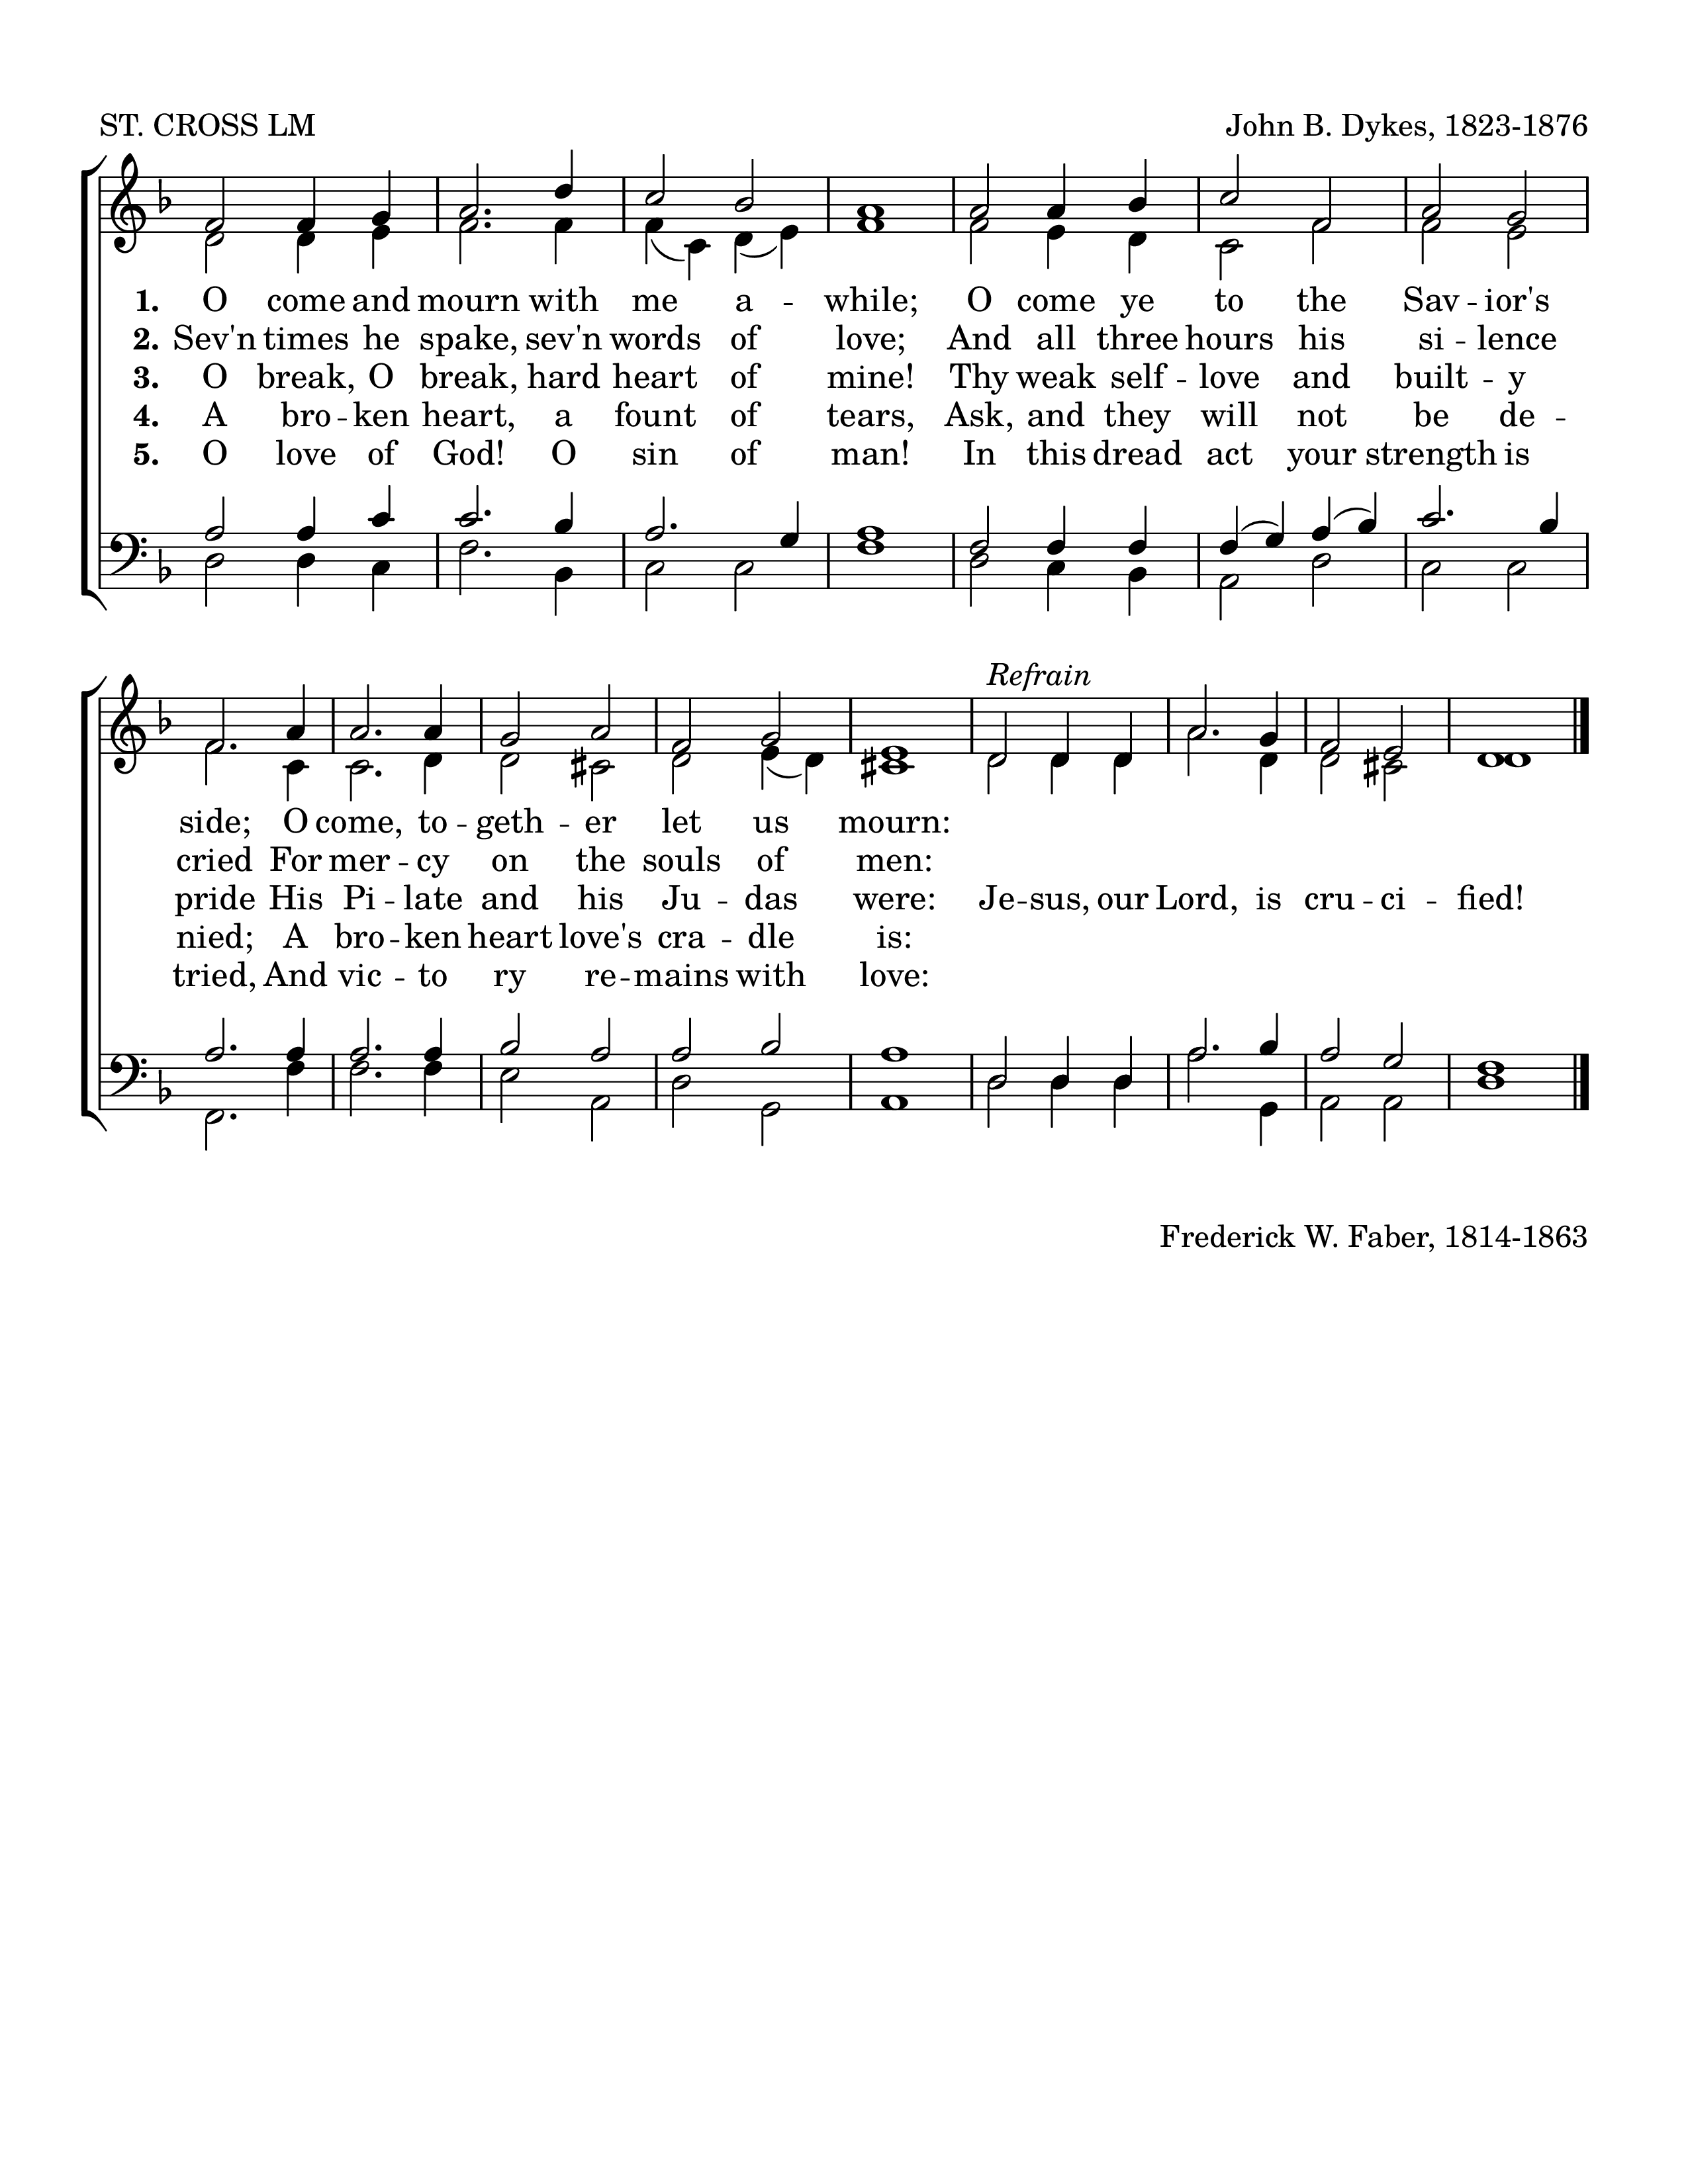 ST. CROSS LM
John B. Dykes, 1823-1876
1. O come and mourn with me a -- while; O come ye to the Sav -- ior's
2. Sev'n times he spake, sev'n words of love; And all three hours his si -- lence
3. O break, O break, hard heart of mine! Thy weak self -- love and built -- y
4. A bro -- ken heart, a fount of tears, Ask, and they will not be de --
5. O love of God! O sin of man! In this dread act your strength is
Refrain
side; O come, to -- geth -- er let us mourn:
cried For mer -- cy on the souls of men:
pride His Pi -- late and his Ju -- das were: Je -- sus, our Lord, is cru -- ci -- fied!
nied; A bro -- ken heart love's cra -- dle is:
tried, And vic -- to ry re -- mains with love:
Frederick W. Faber, 1814-1863